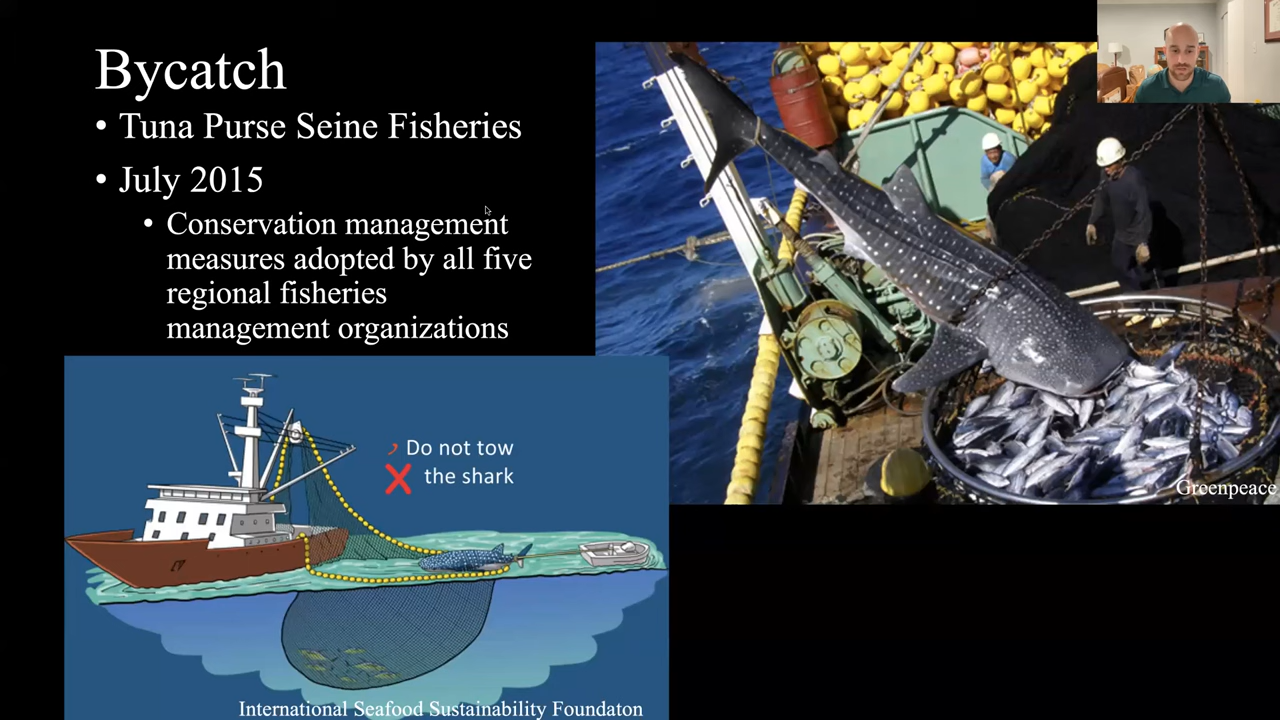 Bycatch
• Tuna Purse Seine Fisheries
• July 2015
• Conservation management
measures adopted by all five
regional fisheries
management organizations
Do not tow
the shark
Greenpeace
International Seafood Sustainability Foundaton